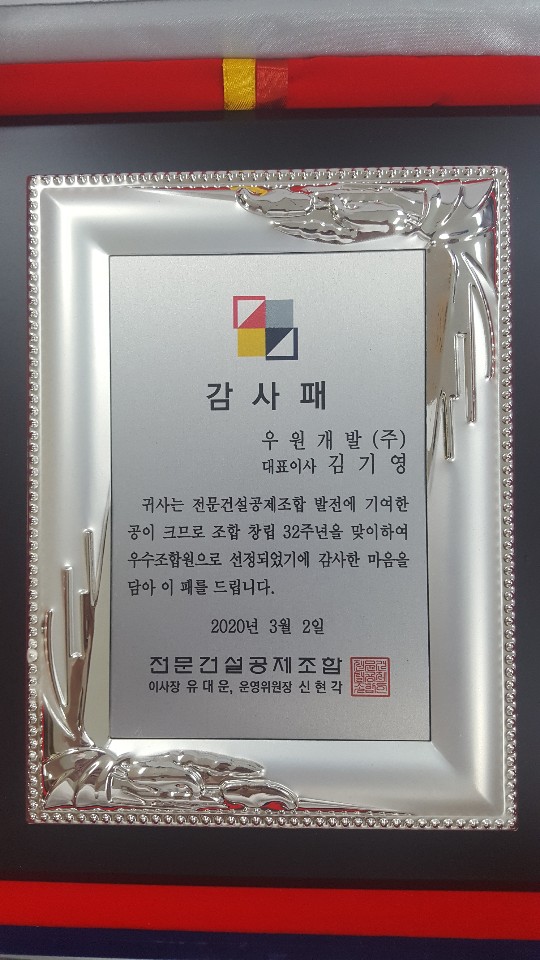 감사패
우원개발(주)
대표이사 김기영
귀사는 전문건설공제조합 발전에 기여한
공이 크므로 조합 창립 32주년을 맞이하여
우수조합원으로 선정되었기에 감사한 마음을
담아 이 패를 드립니다.
2020년 3월 2일
전문건설공제조합
이사장 유대운, 운영위원장 신현각